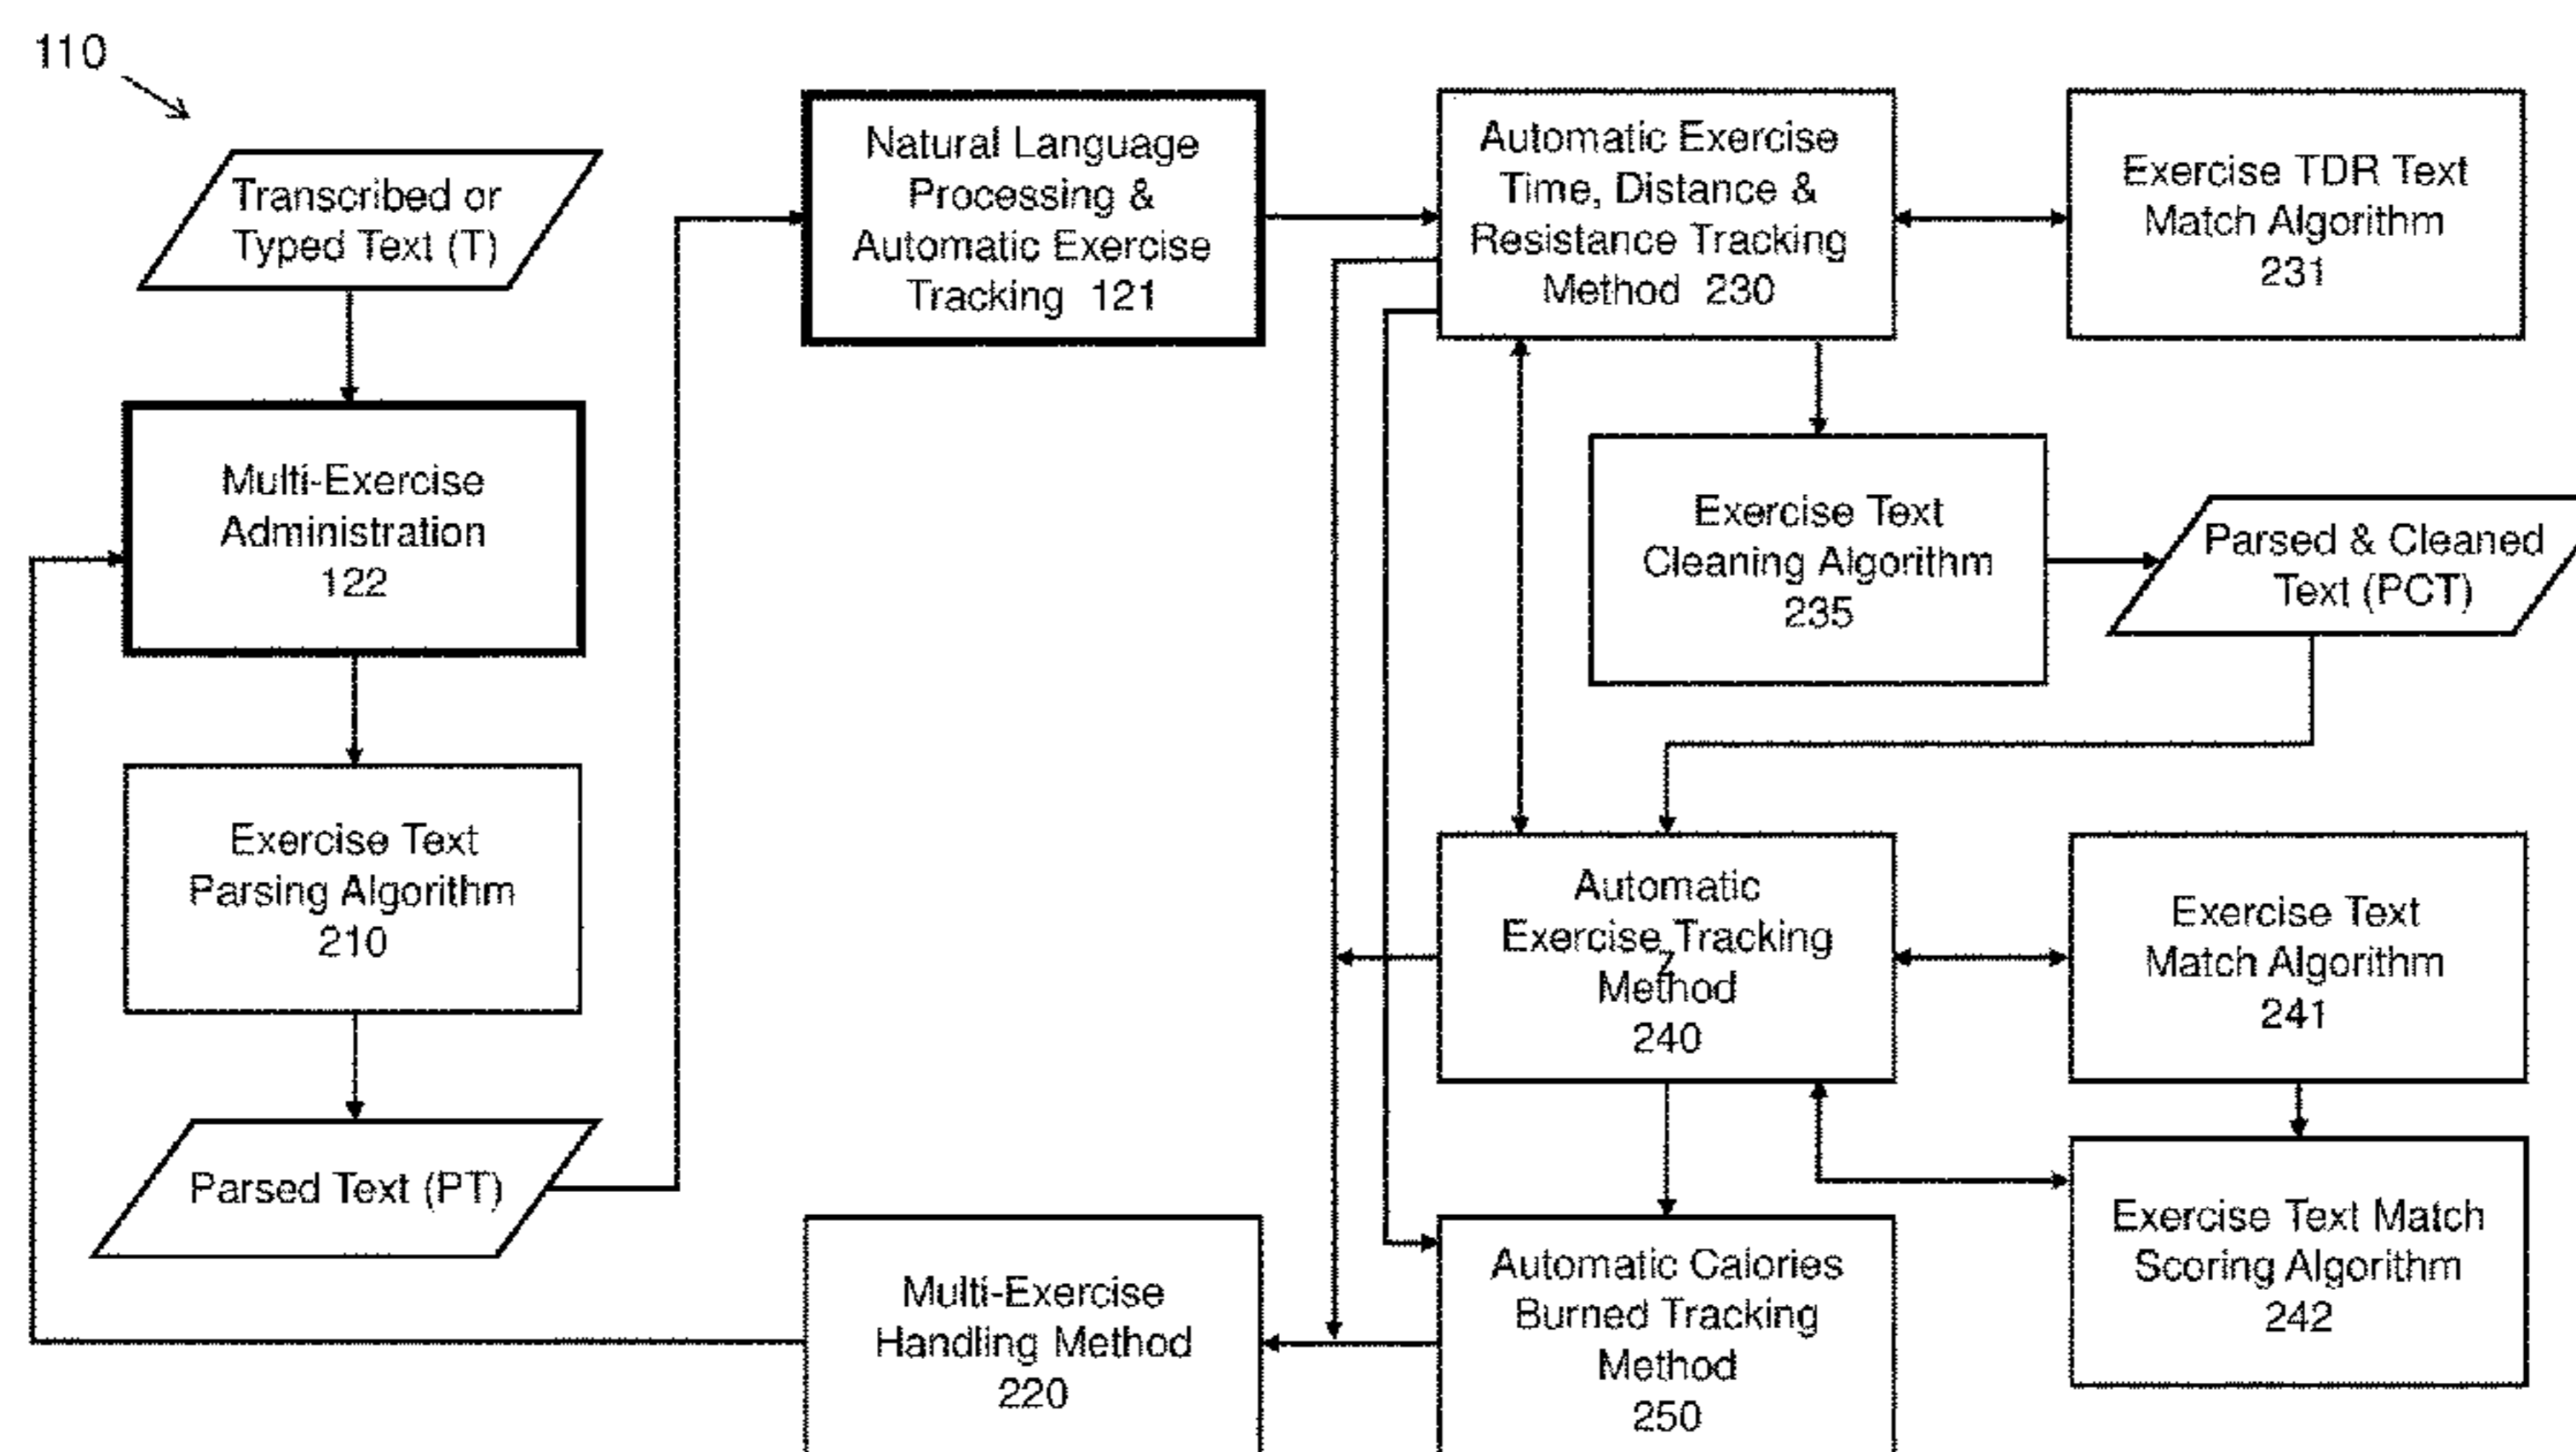 110
Transcribed or
Typed Text (T)
Multi-Exercise
Administration
122
Exercise Text
Parsing Algorithm
210
Parsed Text (PT)
Natural Language
Processing &
Automatic Exercise
Tracking 121
Automatic Exercise
Time, Distance &
Resistance Tracking
Method 230
Exercise TDR Text
Match Algorithm
231
Exercise Text
Cleaning Algorithm
235
Parsed & Cleaned
Text (PCT)
Automatic
Exercise Tracking
z
Method
240
Exercise Text
Match Algorithm
241
Exercise Text Match
Scoring Algorithm
242
Automatic Calories
Burned Tracking
Method
250
Multi-Exercise
Handling Method
220